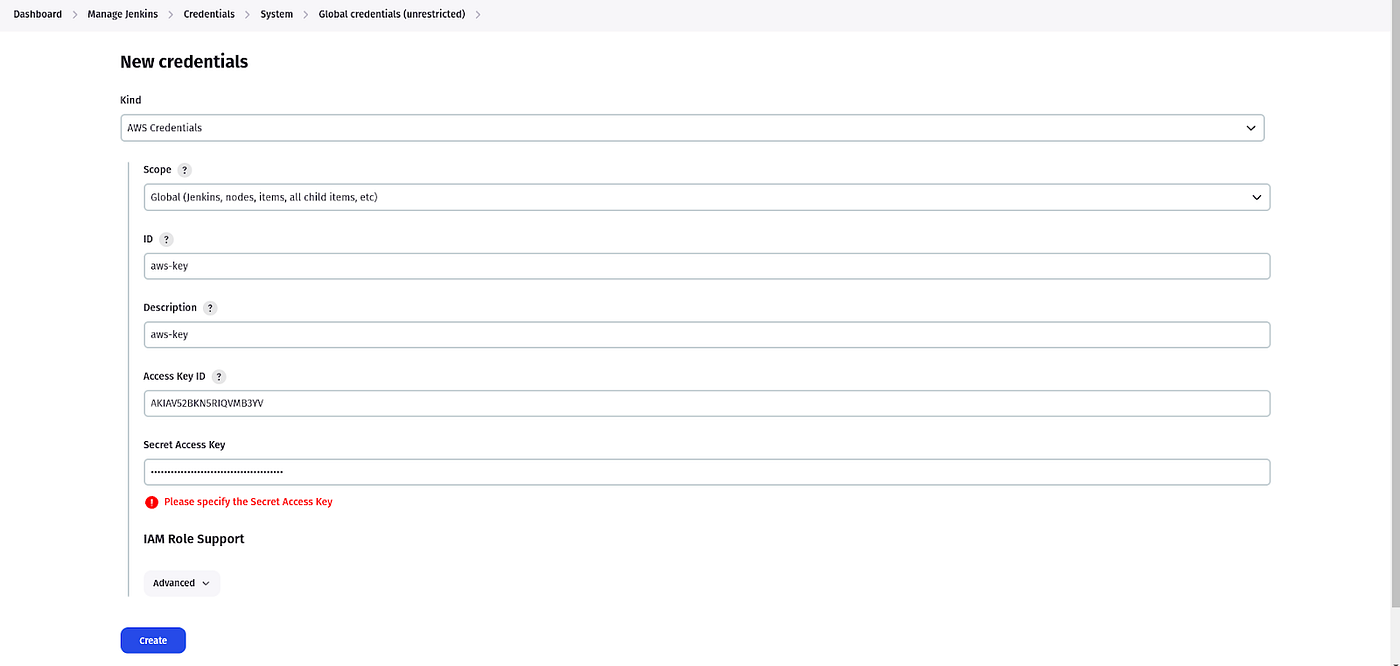 Dashboard > Manage Jenkins > Credentials > System > Global credentials (unrestricted) >
New credentials
Kind
AWS Credentials
Scope ?
Global (Jenkins, nodes, items, all child items, etc)
ID ?
aws-key
Description ?
aws-key
Access Key ID ?
AKIAV52BKN5RIQVMB3YV
Secret Access Key
Please specify the Secret Access Key
IAM Role Support
Advanced
Create